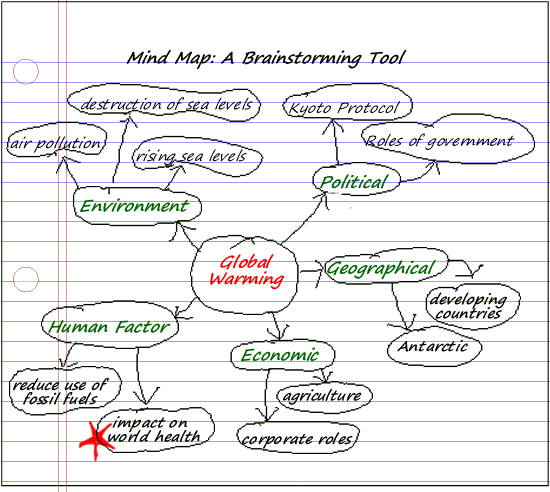 Mind Map: A Brainstorming Tool
destruction of sea levels
Kyoto Protocol
air pollution
rising sea levels
Roles of government
Environment
Political
Global
Warming
Geographical
developing
countries
Human Factor
Economic
Antarctic
reduce use of
fossil fuels
agriculture
impact on
world health
corporate roles